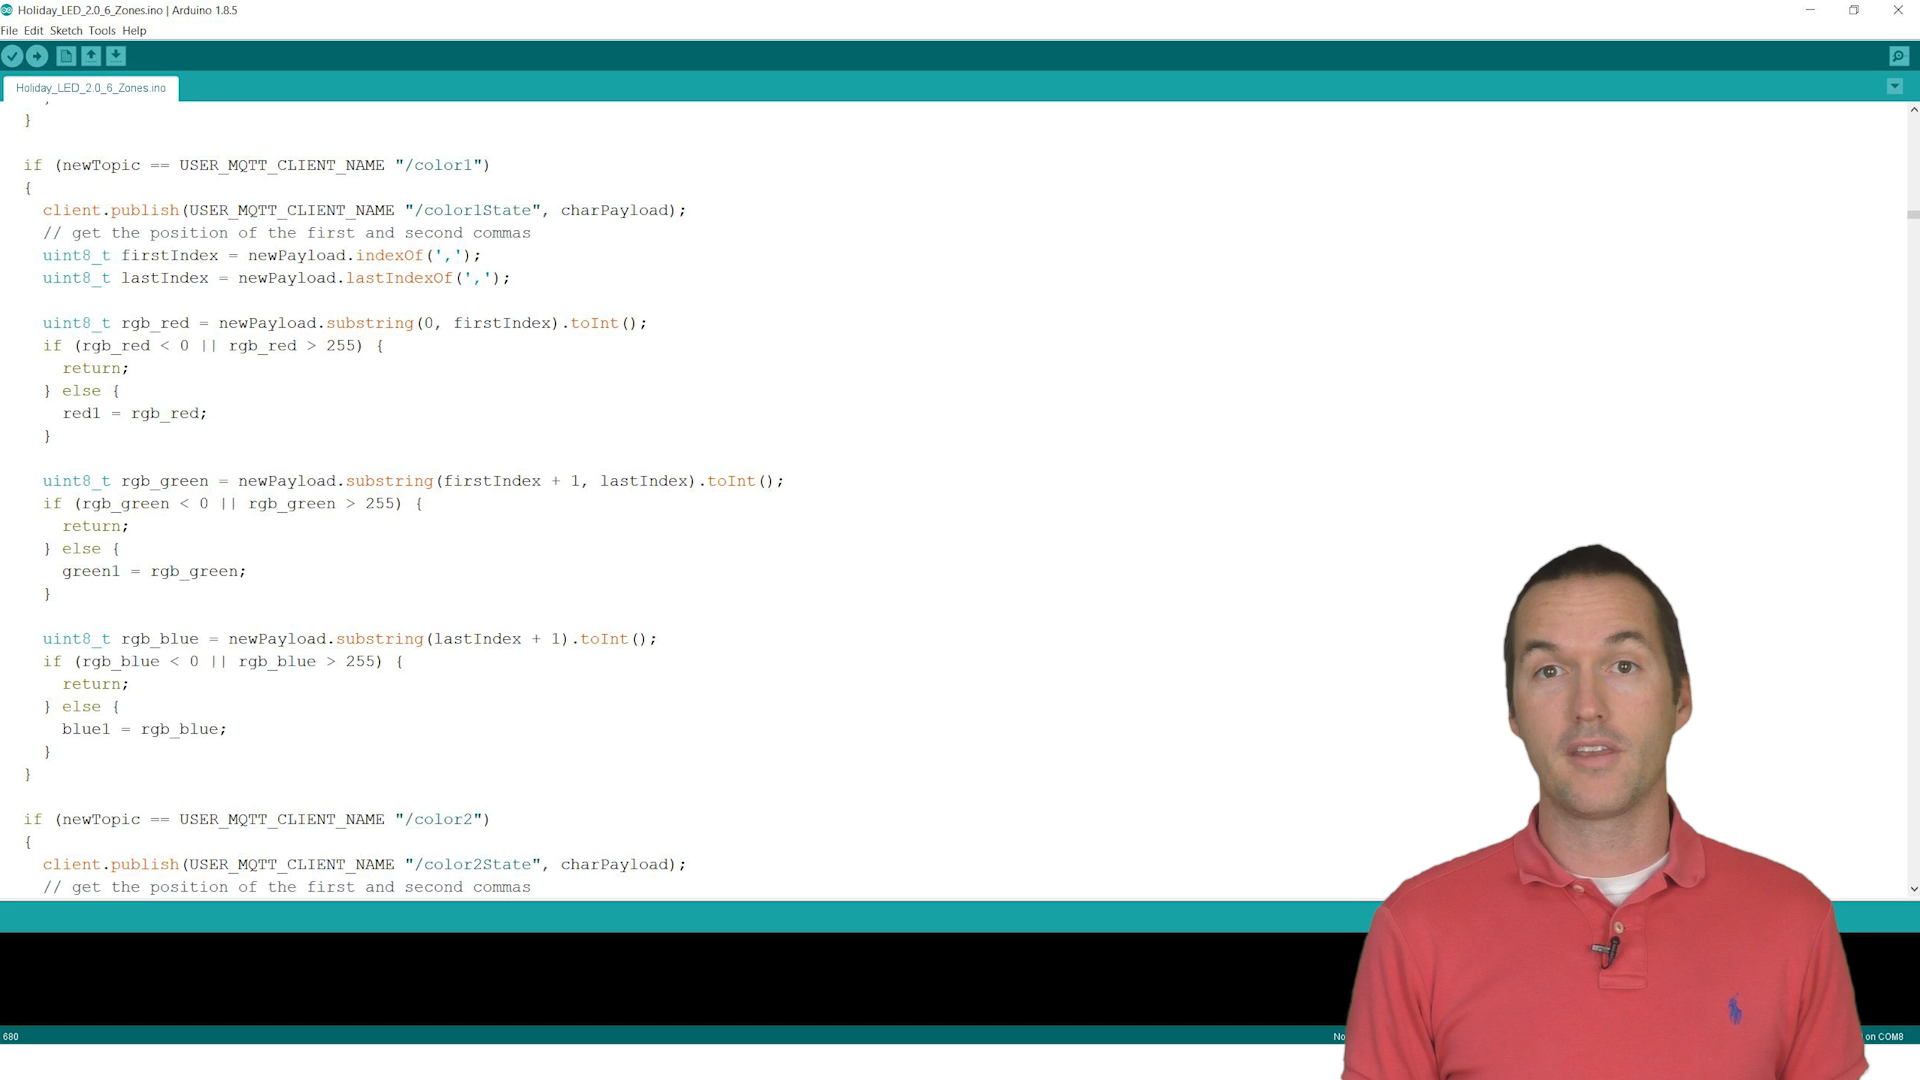 Holiday_LED_2.0_6_Zones.ino | Arduino 1.8.5
File Edit Sketch Tools Help
Holiday_LED_2.0_6_Zones.ino
}
if (newTopic == USER_MQTT_CLIENT_NAME "/color1")
{
client.publish(USER_MQTT_CLIENT_NAME "/color1State", charPayload);
// get the position of the first and second commas
uint8_t firstIndex = newPayload.indexOf(',');
uint8_t lastIndex = newPayload.lastIndexOf(',');
uint8_t rgb_red = newPayload.substring(0, firstIndex).toInt();
if (rgb_red < 0 || rgb_red > 255) {
return;
} else {
red1 = rgb_red;
}
uint8_t rgb_green = newPayload.substring(firstIndex + 1, lastIndex).toInt();
if (rgb_green < 0 || rgb_green > 255) {
return;
} else {
green1 = rgb_green;
}
uint8_t rgb_blue = newPayload.substring(lastIndex + 1).toInt();
if (rgb_blue < 0 || rgb_blue > 255) {
return;
} else {
blue1 = rgb_blue;
}
}
if (newTopic == USER_MQTT_CLIENT_NAME "/color2")
{
client.publish(USER_MQTT_CLIENT_NAME "/color2State", charPayload);
// get the position of the first and second commas
680
on COM8